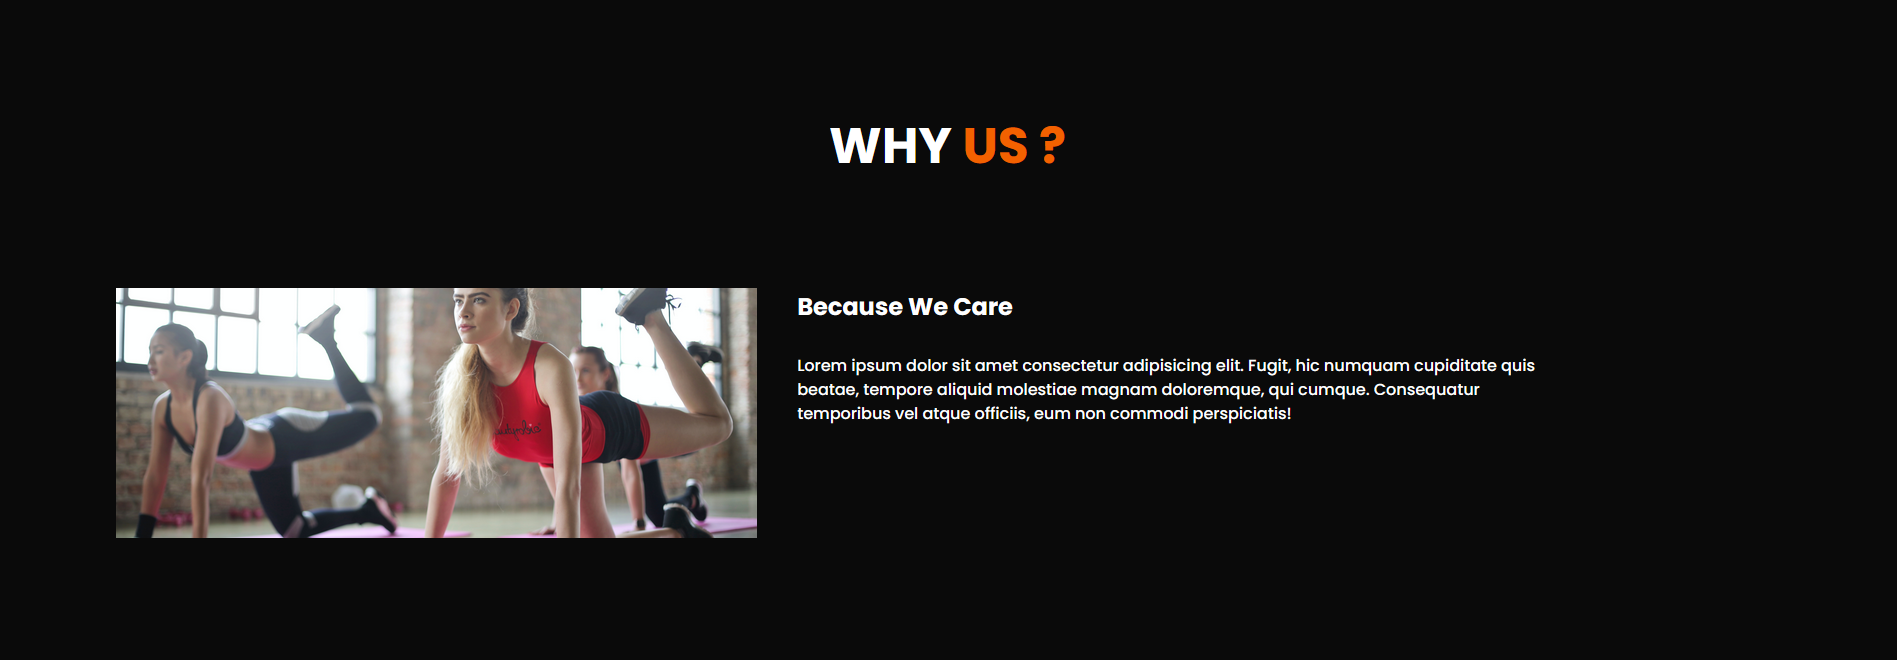 WHY US ?
Because We Care
Lorem ipsum dolor sit amet consectetur adipisicing elit. Fugit, hic numquam cupiditate quis
beatae, tempore aliquid molestiae magnam doloremque, qui cumque. Consequatur
temporibus vel atque officiis, eum non commodi perspiciatis!